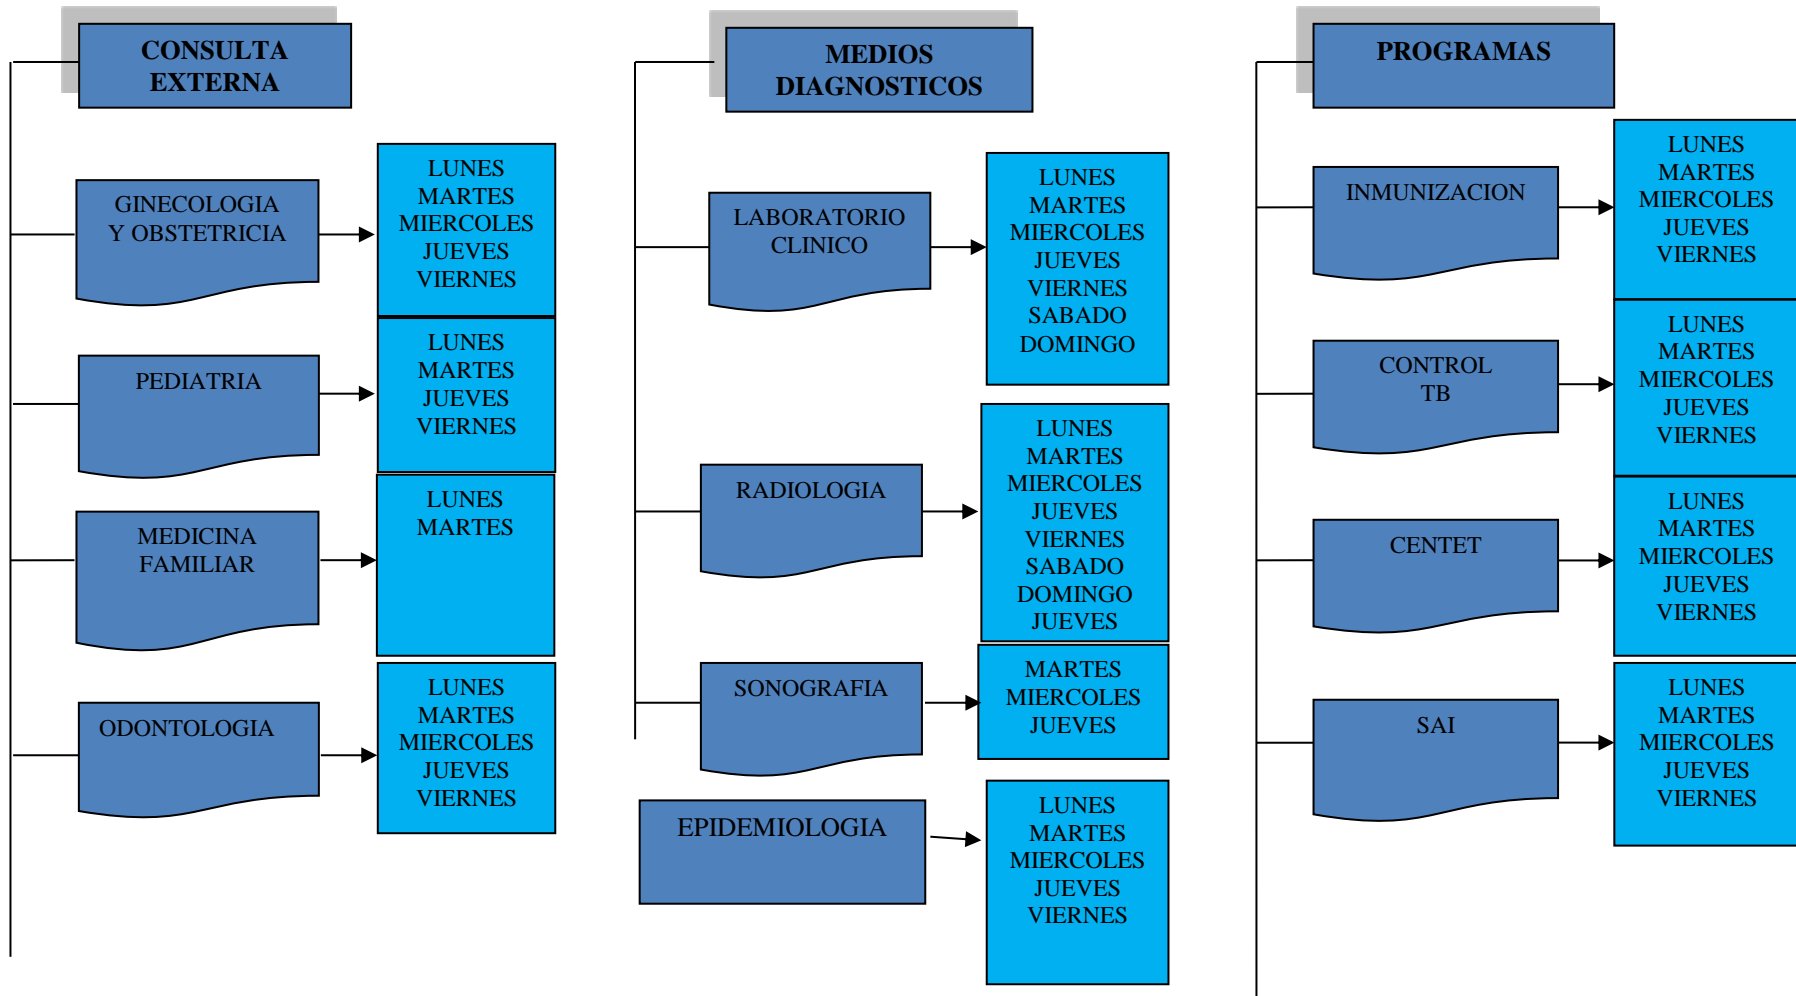 CONSULTA
EXTERNA
GINECOLOGIA
Y OBSTETRICIA
LUNES
MARTES
MIERCOLES
JUEVES
VIERNES
PEDIATRIA
LUNES
MARTES
JUEVES
VIERNES
MEDICINA
FAMILIAR
LUNES
MARTES
ODONTOLOGIA
LUNES
MARTES
MIERCOLES
JUEVES
VIERNES
MEDIOS
DIAGNOSTICOS
LABORATORIO
CLINICO
LUNES
MARTES
MIERCOLES
JUEVES
VIERNES
SABADO
DOMINGO
RADIOLOGIA
LUNES
MARTES
MIERCOLES
JUEVES
VIERNES
SABADO
DOMINGO
JUEVES
SONOGRAFIA
MARTES
MIERCOLES
JUEVES
EPIDEMIOLOGIA
LUNES
MARTES
MIERCOLES
JUEVES
VIERNES
PROGRAMAS
INMUNIZACION
LUNES
MARTES
MIERCOLES
JUEVES
VIERNES
CONTROL
TB
LUNES
MARTES
MIERCOLES
JUEVES
VIERNES
CENTET
LUNES
MARTES
MIERCOLES
JUEVES
VIERNES
SAI
LUNES
MARTES
MIERCOLES
JUEVES
VIERNES